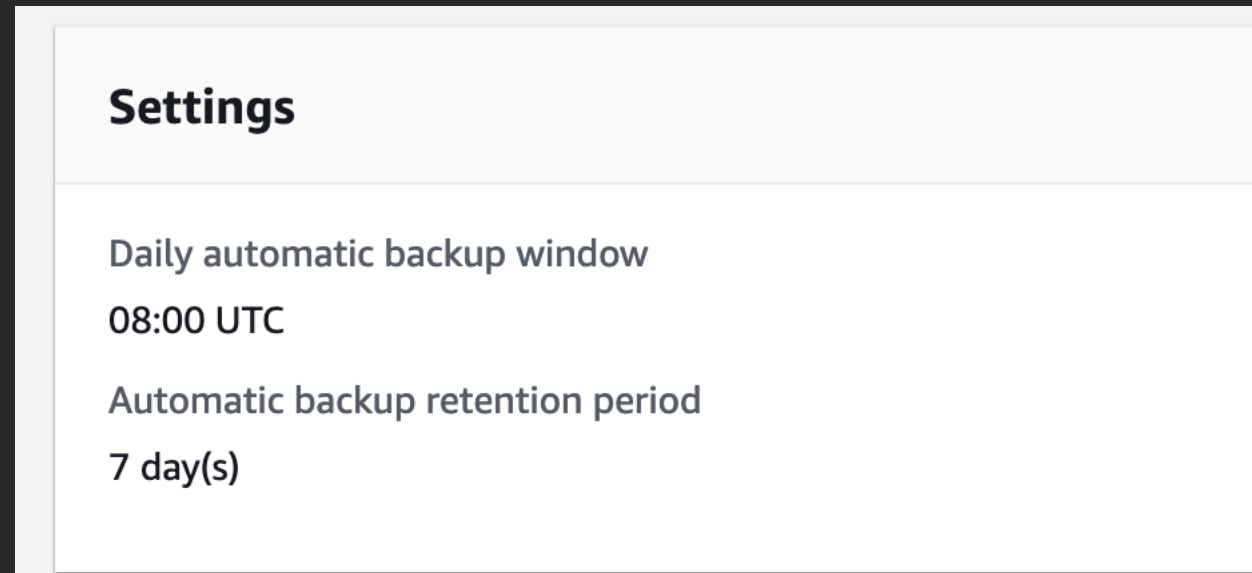 Settings
Daily automatic backup window
08:00 UTC
Automatic backup retention period
7 day(s)